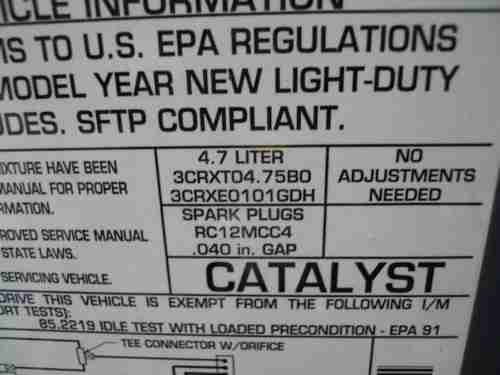 VEHICLE INFORMATION
MS TO U.S. EPA REGULATIONS
MODEL YEAR NEW LIGHT-DUTY
UDES. SFTP COMPLIANT.
MIXTURE HAVE BEEN
MANUAL FOR PROPER
RMATION.
ROVED SERVICE MANUAL
STATE LAWS.
SERVICING VEHICLE.
4.7 LITER
3CRXT04.75B0
3CRXE0101GDH
SPARK PLUGS
RC12MCC4
.040 in. GAP
NO
ADJUSTMENTS
NEEDED
CATALYST
DRIVE THIS VEHICLE IS EXEMPT FROM THE FOLLOWING I/M
ORT TESTS):
85.2219 IDLE TEST WITH LOADED PRECONDITION - EPA 91
TEE CONNECTOR W/ORIFICE